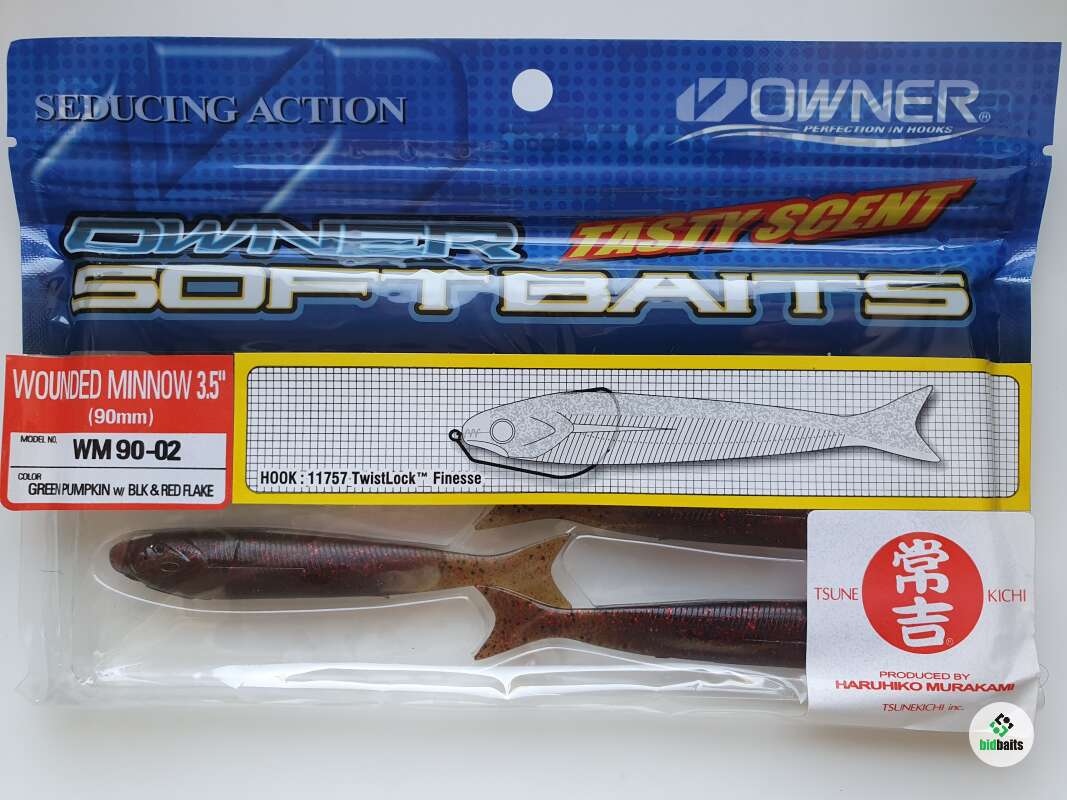 SEDUCING ACTION
OWNER®
PERFECTION IN HOOKS
OWNER
TASTY SCENT
SOFT BAITS
WOUNDED MINNOW 3.5"
(90mm)
MODEL NO.
WM 90-02
COLOR
GREEN PUMPKIN w/ BLK & RED FLAKE
HOOK : 11757 TwistLock™ Finesse
TSUNE 常吉® KICHI
PRODUCED BY
HARUHIKO MURAKAMI
TSUNEKICHI inc.
bidbaits